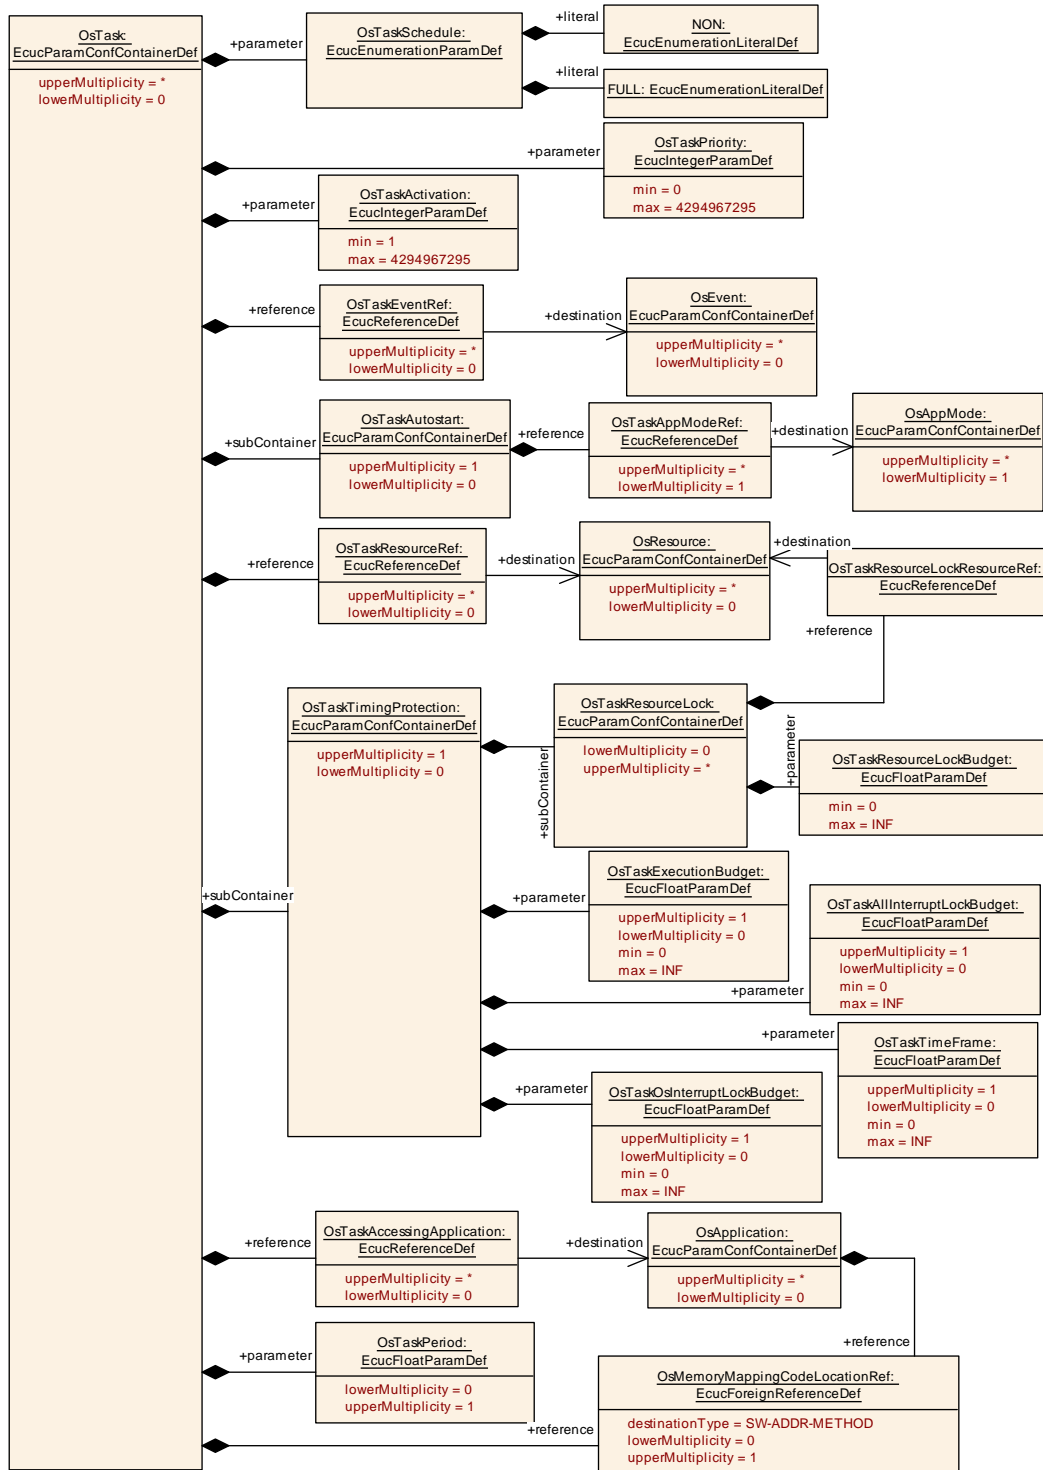 OsTask:
EcucParamConfContainerDef
upperMultiplicity = *
lowerMultiplicity = 0
+parameter
OsTaskSchedule:
EcucEnumerationParamDef
+literal
NON:
EcucEnumerationLiteralDef
+literal
FULL: EcucEnumerationLiteralDef
+parameter
OsTaskPriority:
EcucIntegerParamDef
min = 0
max = 4294967295
+parameter
OsTaskActivation:
EcucIntegerParamDef
min = 1
max = 4294967295
+reference
OsTaskEventRef:
EcucReferenceDef
upperMultiplicity = *
lowerMultiplicity = 0
+destination
OsEvent:
EcucParamConfContainerDef
upperMultiplicity = *
lowerMultiplicity = 0
+subContainer
OsTaskAutostart:
EcucParamConfContainerDef
upperMultiplicity = 1
lowerMultiplicity = 0
+reference
OsTaskAppModeRef:
EcucReferenceDef
upperMultiplicity = *
lowerMultiplicity = 1
+destination
OsAppMode:
EcucParamConfContainerDef
upperMultiplicity = *
lowerMultiplicity = 1
+reference
OsTaskResourceRef:
EcucReferenceDef
upperMultiplicity = *
lowerMultiplicity = 0
+destination
OsResource:
EcucParamConfContainerDef
upperMultiplicity = *
lowerMultiplicity = 0
+destination
OsTaskResourceLockResourceRef:
EcucReferenceDef
+reference
+subContainer
OsTaskTimingProtection:
EcucParamConfContainerDef
upperMultiplicity = 1
lowerMultiplicity = 0
+subContainer
OsTaskResourceLock:
EcucParamConfContainerDef
lowerMultiplicity = 0
upperMultiplicity = *
+parameter
OsTaskResourceLockBudget:
EcucFloatParamDef
min = 0
max = INF
+parameter
OsTaskExecutionBudget:
EcucFloatParamDef
upperMultiplicity = 1
lowerMultiplicity = 0
min = 0
max = INF
+parameter
OsTaskAllInterruptLockBudget:
EcucFloatParamDef
upperMultiplicity = 1
lowerMultiplicity = 0
min = 0
max = INF
+parameter
OsTaskTimeFrame:
EcucFloatParamDef
upperMultiplicity = 1
lowerMultiplicity = 0
min = 0
max = INF
+parameter
OsTaskOsInterruptLockBudget:
EcucFloatParamDef
upperMultiplicity = 1
lowerMultiplicity = 0
min = 0
max = INF
+reference
OsTaskAccessingApplication:
EcucReferenceDef
upperMultiplicity = *
lowerMultiplicity = 0
+destination
OsApplication:
EcucParamConfContainerDef
upperMultiplicity = *
lowerMultiplicity = 0
+reference
+parameter
OsTaskPeriod:
EcucFloatParamDef
lowerMultiplicity = 0
upperMultiplicity = 1
+reference
OsMemoryMappingCodeLocationRef:
EcucForeignReferenceDef
destinationType = SW-ADDR-METHOD
lowerMultiplicity = 0
upperMultiplicity = 1